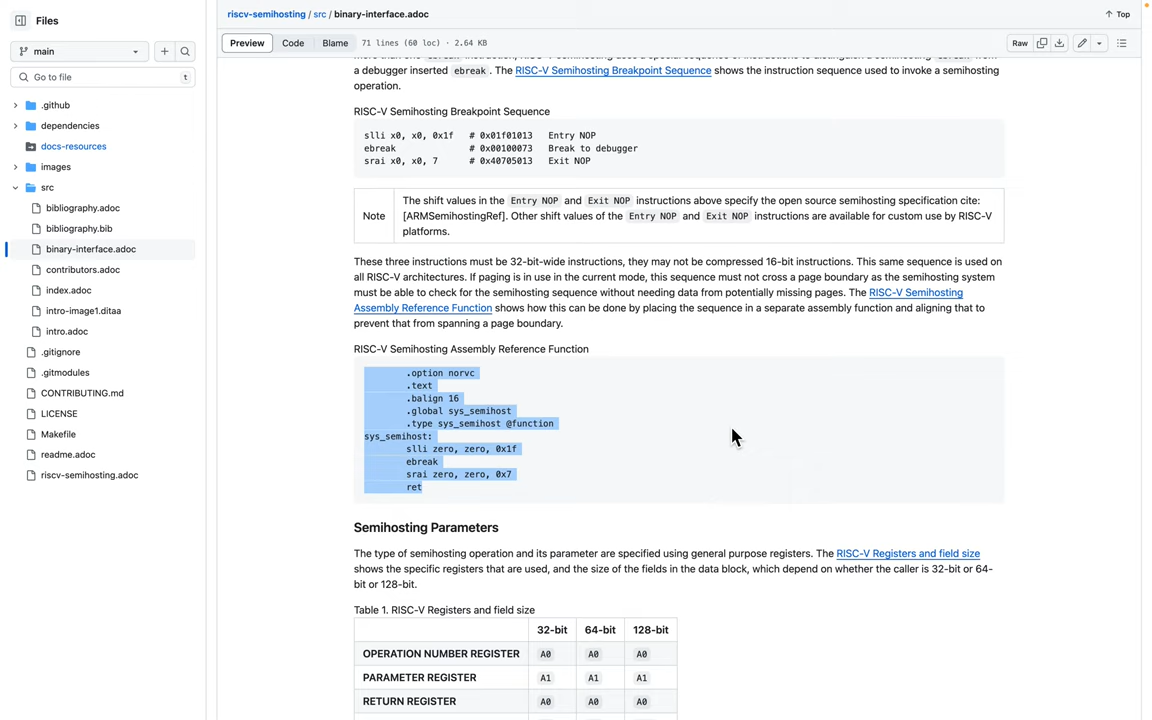 Files
main
Go to file
t
.github
dependencies
docs-resources
images
src
bibliography.adoc
bibliography.bib
binary-interface.adoc
contributors.adoc
index.adoc
intro-image1.ditaa
intro.adoc
.gitignore
.gitmodules
CONTRIBUTING.md
LICENSE
Makefile
readme.adoc
riscv-semihosting.adoc
riscv-semihosting / src / binary-interface.adoc
Top
Preview Code Blame 71 lines (60 loc) · 2.64 KB
Raw
a debugger inserted ebreak . The RISC-V Semihosting Breakpoint Sequence shows the instruction sequence used to invoke a semihosting
operation.
RISC-V Semihosting Breakpoint Sequence
slli x0, x0, 0x1f # 0x01f01013 Entry NOP
ebreak # 0x00100073 Break to debugger
srai x0, x0, 7 # 0x40705013 Exit NOP
Note
The shift values in the Entry NOP and Exit NOP instructions above specify the open source semihosting specification cite:
[ARMSemihostingRef]. Other shift values of the Entry NOP and Exit NOP instructions are available for custom use by RISC-V
platforms.
These three instructions must be 32-bit-wide instructions, they may not be compressed 16-bit instructions. This same sequence is used on
all RISC-V architectures. If paging is in use in the current mode, this sequence must not cross a page boundary as the semihosting system
must be able to check for the semihosting sequence without needing data from potentially missing pages. The RISC-V Semihosting
Assembly Reference Function shows how this can be done by placing the sequence in a separate assembly function and aligning that to
prevent that from spanning a page boundary.
RISC-V Semihosting Assembly Reference Function
.option norvc
.text
.balign 16
.global sys_semihost
.type sys_semihost @function
sys_semihost:
slli zero, zero, 0x1f
ebreak
srai zero, zero, 0x7
ret
Semihosting Parameters
The type of semihosting operation and its parameter are specified using general purpose registers. The RISC-V Registers and field size
shows the specific registers that are used, and the size of the fields in the data block, which depend on whether the caller is 32-bit or 64-
bit or 128-bit.
Table 1. RISC-V Registers and field size
32-bit 64-bit 128-bit
OPERATION NUMBER REGISTER A0 A0 A0
PARAMETER REGISTER A1 A1 A1
RETURN REGISTER A0 A0 A0